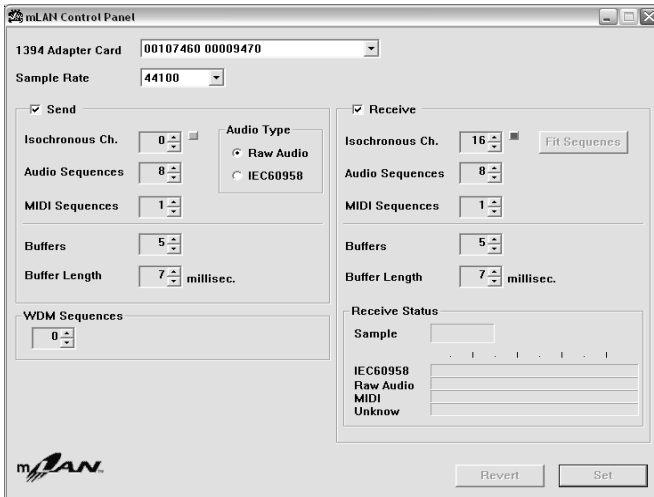 mLAN Control Panel
1394 Adapter Card 00107460 00009470
Sample Rate 44100
Send
Isochronous Ch. 0
Audio Sequences 8
MIDI Sequences 1
Audio Type
Raw Audio
IEC60958
Buffers 5
Buffer Length 7 millisec.
WDM Sequences
0
Receive
Isochronous Ch. 16 Fit Sequenes
Audio Sequences 8
MIDI Sequences 1
Buffers 5
Buffer Length 7 millisec.
Receive Status
Sample
IEC60958
Raw Audio
MIDI
Unknow
mLAN
Revert Set